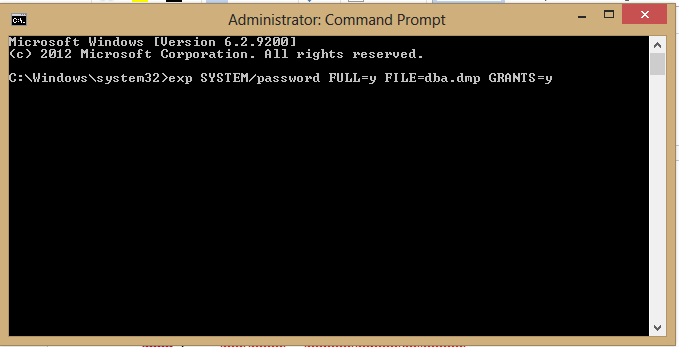 Administrator: Command Prompt
Microsoft Windows [Version 6.2.9200]
(c) 2012 Microsoft Corporation. All rights reserved.
C:\Windows\system32>exp SYSTEM/password FULL=y FILE=dba.dmp GRANTS=y